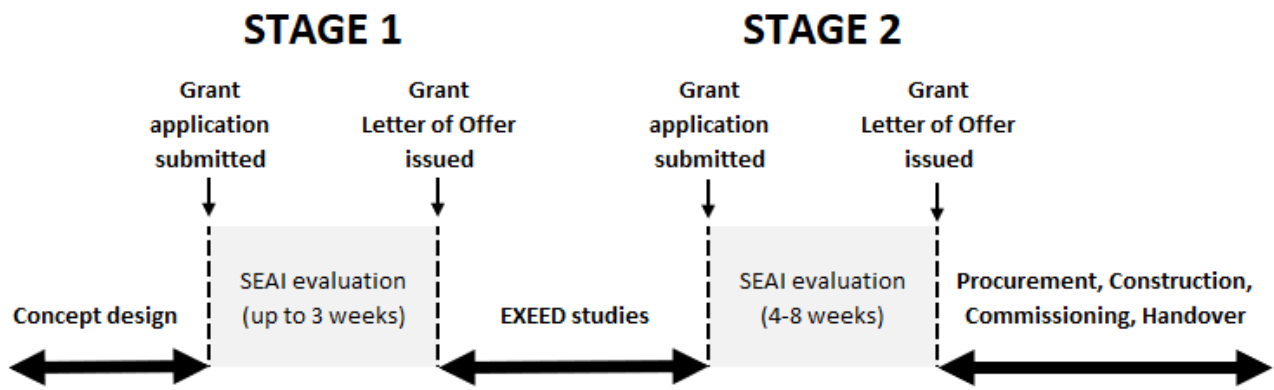 STAGE 1
STAGE 2
Grant
application
submitted
Grant
Letter of Offer
issued
Grant
application
submitted
Grant
Letter of Offer
issued
Concept design
SEAI evaluation
(up to 3 weeks)
EXEED studies
SEAI evaluation
(4-8 weeks)
Procurement, Construction,
Commissioning, Handover